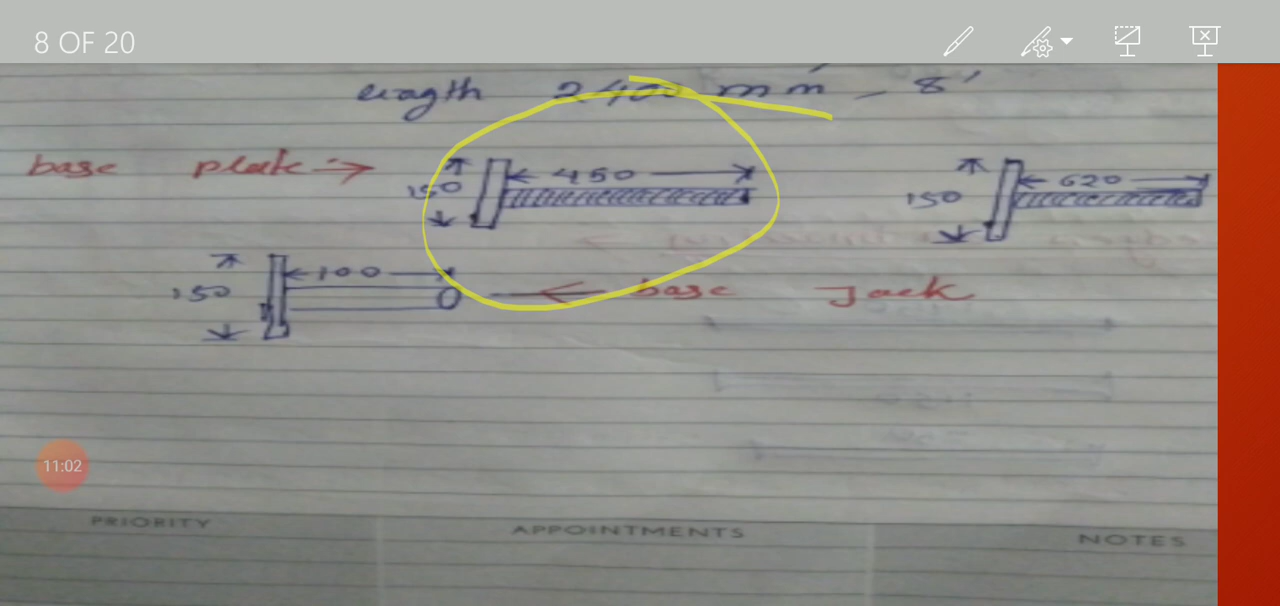 8 OF 20
length 2400 mm - 8'
base plate :→ 150 450 150 620
150 100 ← base Jack
11:02
PRIORITY APPOINTMENTS NOTES